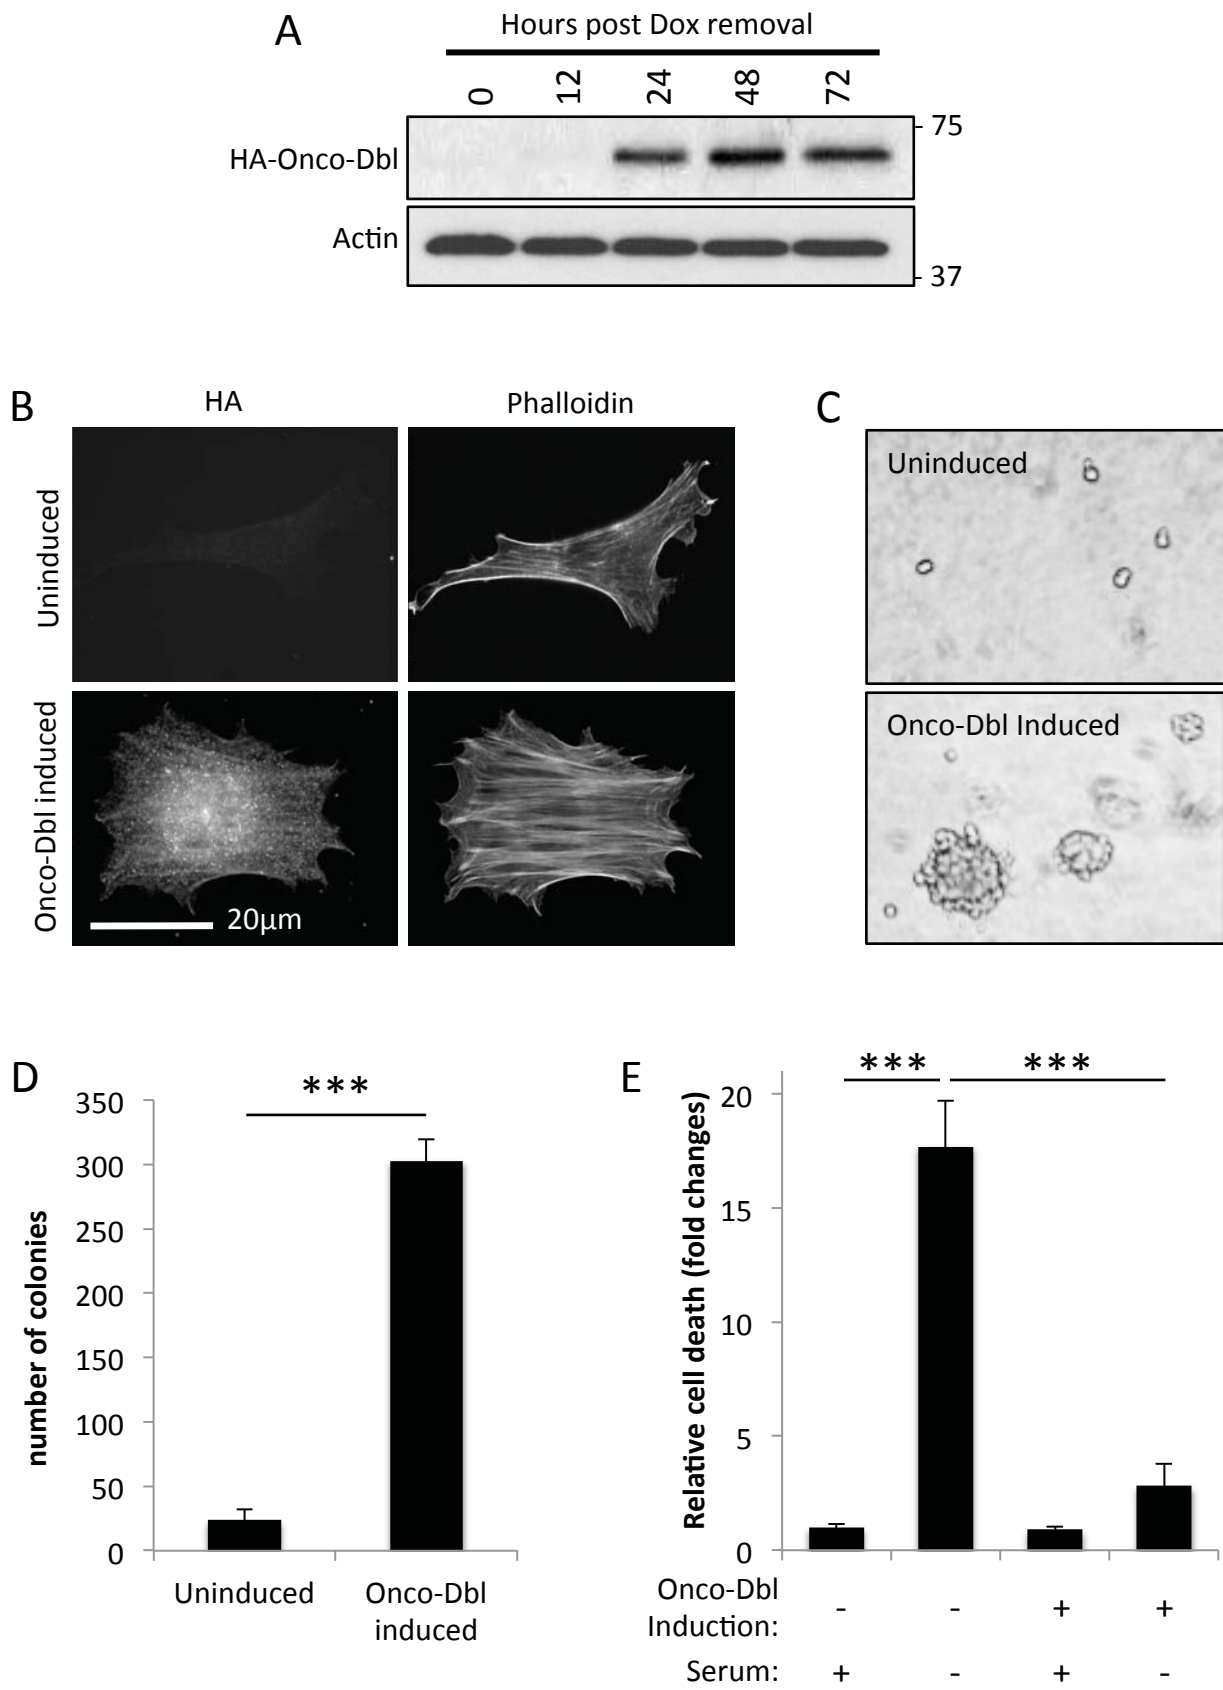 A
Hours post Dox removal
0 12 24 48 72
HA-Onco-Dbl
- 75
Actin
- 37
B
HA
Phalloidin
Uninduced
Onco-Dbl induced
20µm
C
Uninduced
Onco-Dbl Induced
D
***
number of colonies
350
300
250
200
150
100
50
0
Uninduced
Onco-Dbl
induced
E
*** ***
Relative cell death (fold changes)
20
15
10
5
0
Onco-Dbl
Induction:
- - + +
Serum: + - + -